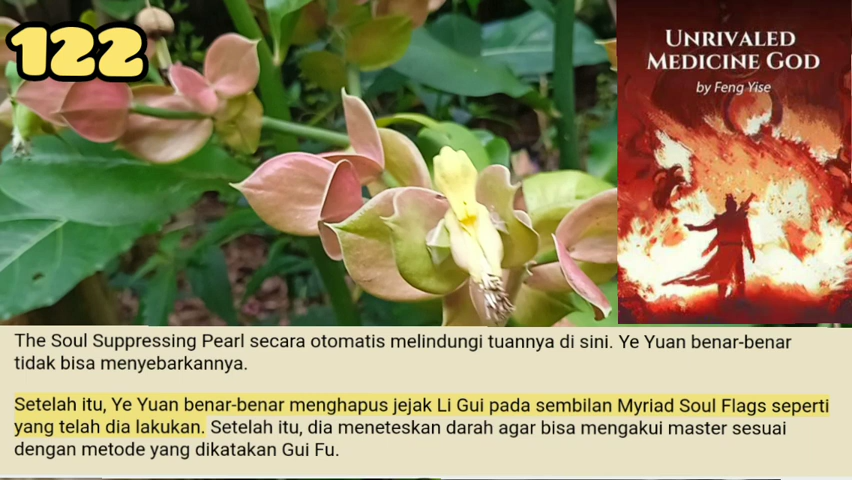 122
UNRIVALED
MEDICINE GOD
by Feng Yise
The Soul Suppressing Pearl secara otomatis melindungi tuannya di sini. Ye Yuan benar-benar
tidak bisa menyebarkannya.
Setelah itu, Ye Yuan benar-benar menghapus jejak Li Gui pada sembilan Myriad Soul Flags seperti
yang telah dia lakukan. Setelah itu, dia meneteskan darah agar bisa mengakui master sesuai
dengan metode yang dikatakan Gui Fu.